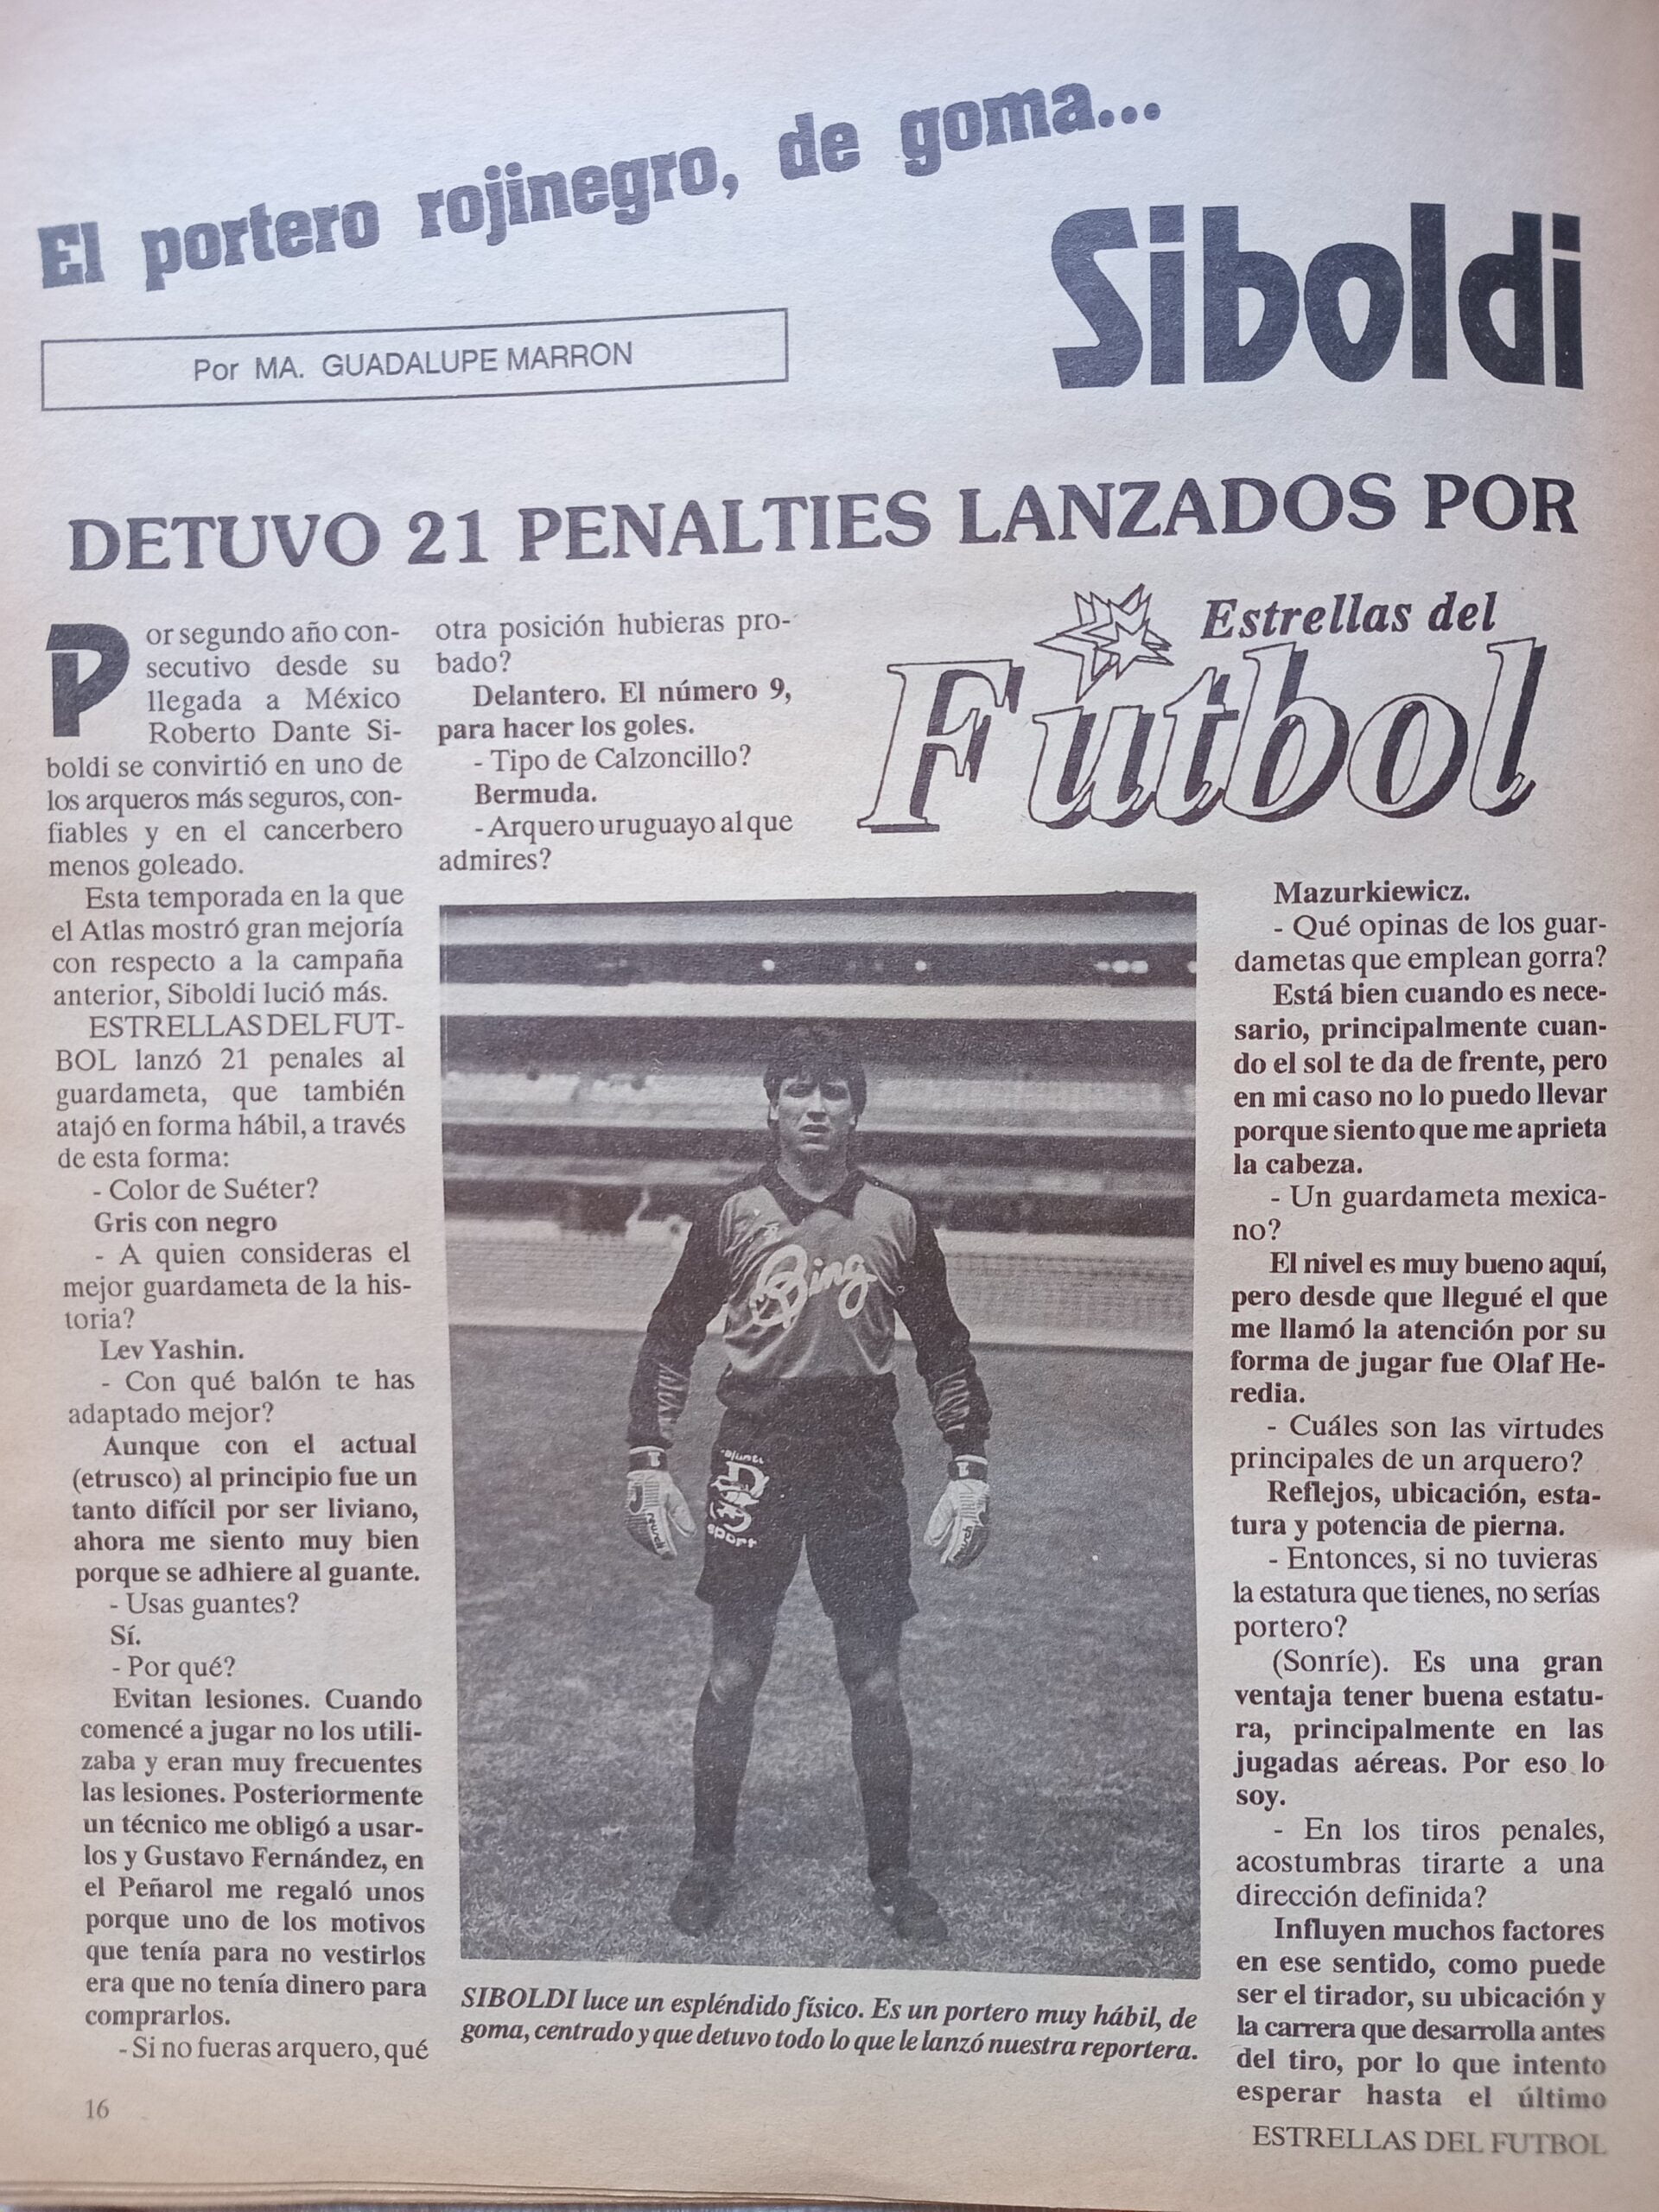 El portero rojinegro, de goma...
Siboldi
Por MA. GUADALUPE MARRON
DETUVO 21 PENALTIES LANZADOS POR
Estrellas del
Fútbol
Por segundo año con-
secutivo desde su
llegada a México
Roberto Dante Si-
boldi se convirtió en uno de
los arqueros más seguros, con-
fiables y en el cancerbero
menos goleado.
Esta temporada en la que
el Atlas mostró gran mejoría
con respecto a la campaña
anterior, Siboldi lució más.
ESTRELLAS DEL FUT-
BOL lanzó 21 penales al
guardameta, que también
atajó en forma hábil, a través
de esta forma:
- Color de Suéter?
Gris con negro
- A quien consideras el
mejor guardameta de la his-
toria?
Lev Yashin.
- Con qué balón te has
adaptado mejor?
Aunque con el actual
(etrusco) al principio fue un
tanto difícil por ser liviano,
ahora me siento muy bien
porque se adhiere al guante.
- Usas guantes?
Sí.
- Por qué?
Evitan lesiones. Cuando
comencé a jugar no los utili-
zaba y eran muy frecuentes
las lesiones. Posteriormente
un técnico me obligó a usar-
los y Gustavo Fernández, en
el Peñarol me regaló unos
porque uno de los motivos
que tenía para no vestirlos
era que no tenía dinero para
comprarlos.
- Si no fueras arquero, qué
otra posición hubieras pro-
bado?
Delantero. El número 9,
para hacer los goles.
- Tipo de Calzoncillo?
Bermuda.
- Arquero uruguayo al que
admires?
Bing
sport
SIBOLDI luce un espléndido físico. Es un portero muy hábil, de
goma, centrado y que detuvo todo lo que le lanzó nuestra reportera.
Mazurkiewicz.
- Qué opinas de los guar-
dametas que emplean gorra?
Está bien cuando es nece-
sario, principalmente cuan-
do el sol te da de frente, pero
en mi caso no lo puedo llevar
porque siento que me aprieta
la cabeza.
- Un guardameta mexica-
no?
El nivel es muy bueno aquí,
pero desde que llegué el que
me llamó la atención por su
forma de jugar fue Olaf He-
redia.
- Cuáles son las virtudes
principales de un arquero?
Reflejos, ubicación, esta-
tura y potencia de pierna.
- Entonces, si no tuvieras
la estatura que tienes, no serías
portero?
(Sonríe). Es una gran
ventaja tener buena estatu-
ra, principalmente en las
jugadas aéreas. Por eso lo
soy.
- En los tiros penales,
acostumbras tirarte a una
dirección definida?
Influyen muchos factores
en ese sentido, como puede
ser el tirador, su ubicación y
la carrera que desarrolla antes
del tiro, por lo que intento
esperar hasta el último
16
ESTRELLAS DEL FUTBOL